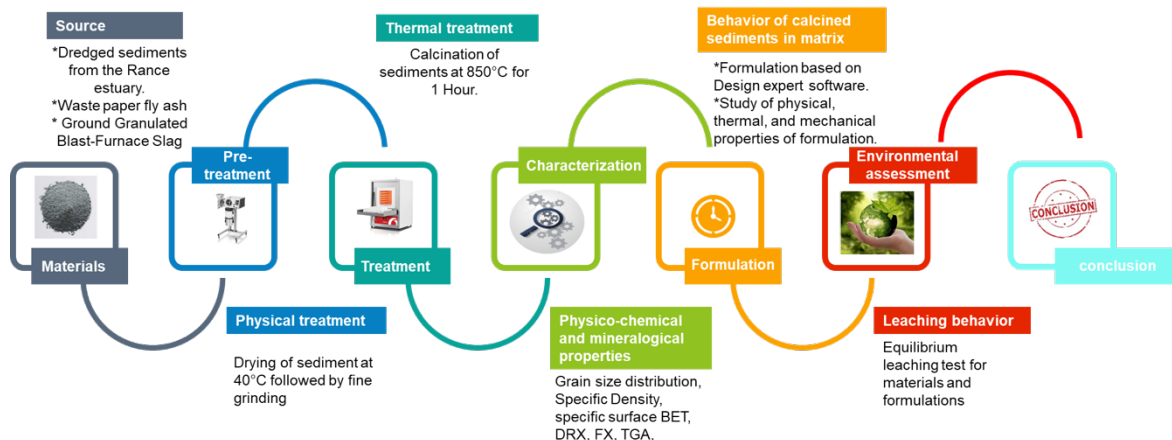 Source
*Dredged sediments
from the Rance
estuary.
*Waste paper fly ash
* Ground Granulated
Blast-Furnace Slag
Materials
Pre-
treatment
Physical treatment
Drying of sediment at
40°C followed by fine
grinding
Thermal treatment
Calcination of
sediments at 850°C for
1 Hour.
Treatment
Characterization
Physico-chemical
and mineralogical
properties
Grain size distribution,
Specific Density,
specific surface BET,
DRX, FX, TGA,
Behavior of calcined
sediments in matrix
*Formulation based on
Design expert software.
*Study of physical,
thermal, and mechanical
properties of formulation.
Formulation
Environmental
assessment
Leaching behavior
Equilibrium
leaching test for
materials and
formulations
CONCLUSION
conclusion